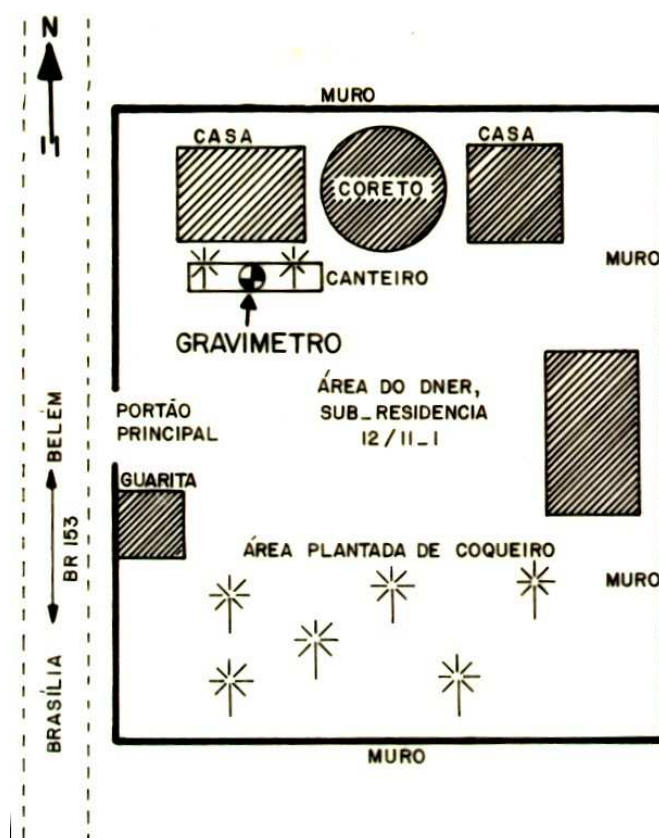 N
MURO
CASA
CASA
CORETO
MURO
CANTEIRO
GRAVIMETRO
ÁREA DO DNER,
SUB_RESIDENCIA
12/11_1
PORTÃO
PRINCIPAL
BELÉM
GUARITA
BR 153
ÁREA PLANTADA DE COQUEIRO
MURO
BRASÍLIA
MURO